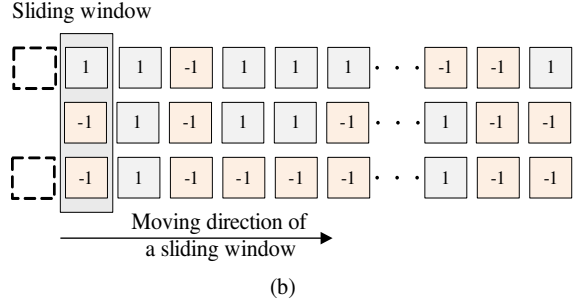 Sliding window
1 1 -1 1 1 1 · · · -1 -1 1
-1 1 -1 1 1 -1 · · · 1 -1 -1
-1 1 -1 -1 -1 -1 · · · 1 -1 -1
Moving direction of
a sliding window
(b)